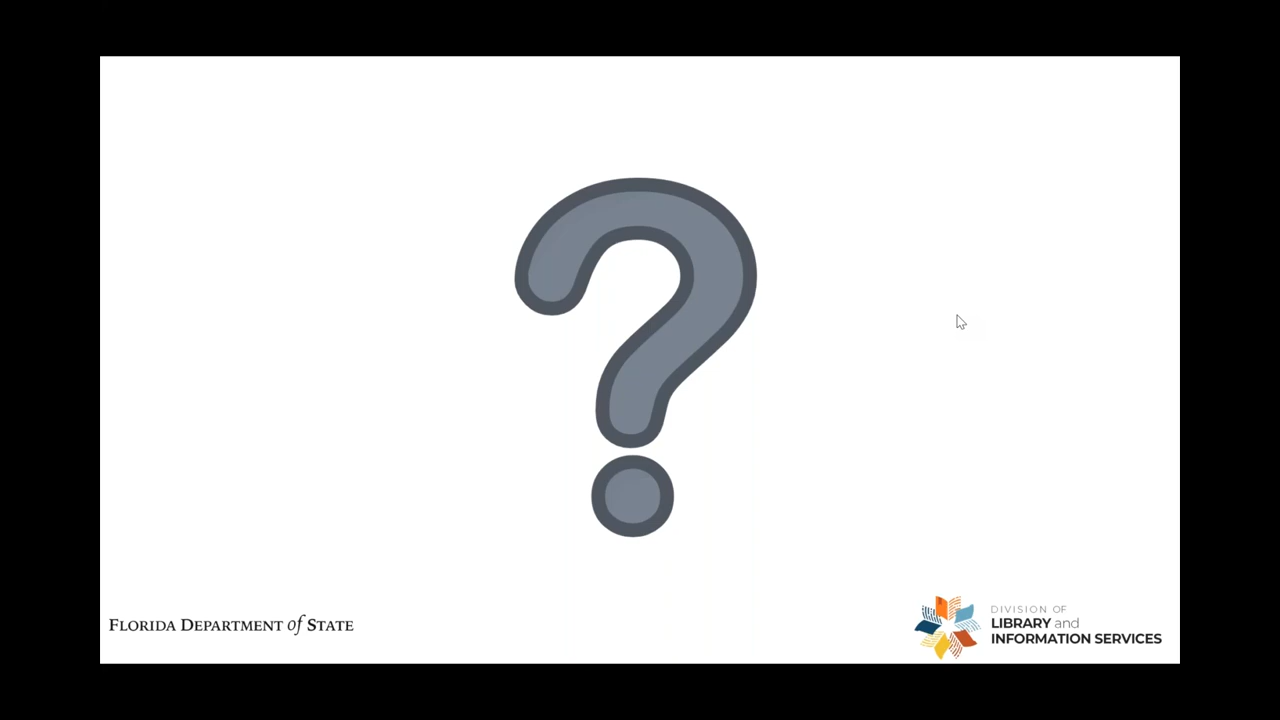 FLORIDA DEPARTMENT of STATE
DIVISION OF
LIBRARY and
INFORMATION SERVICES